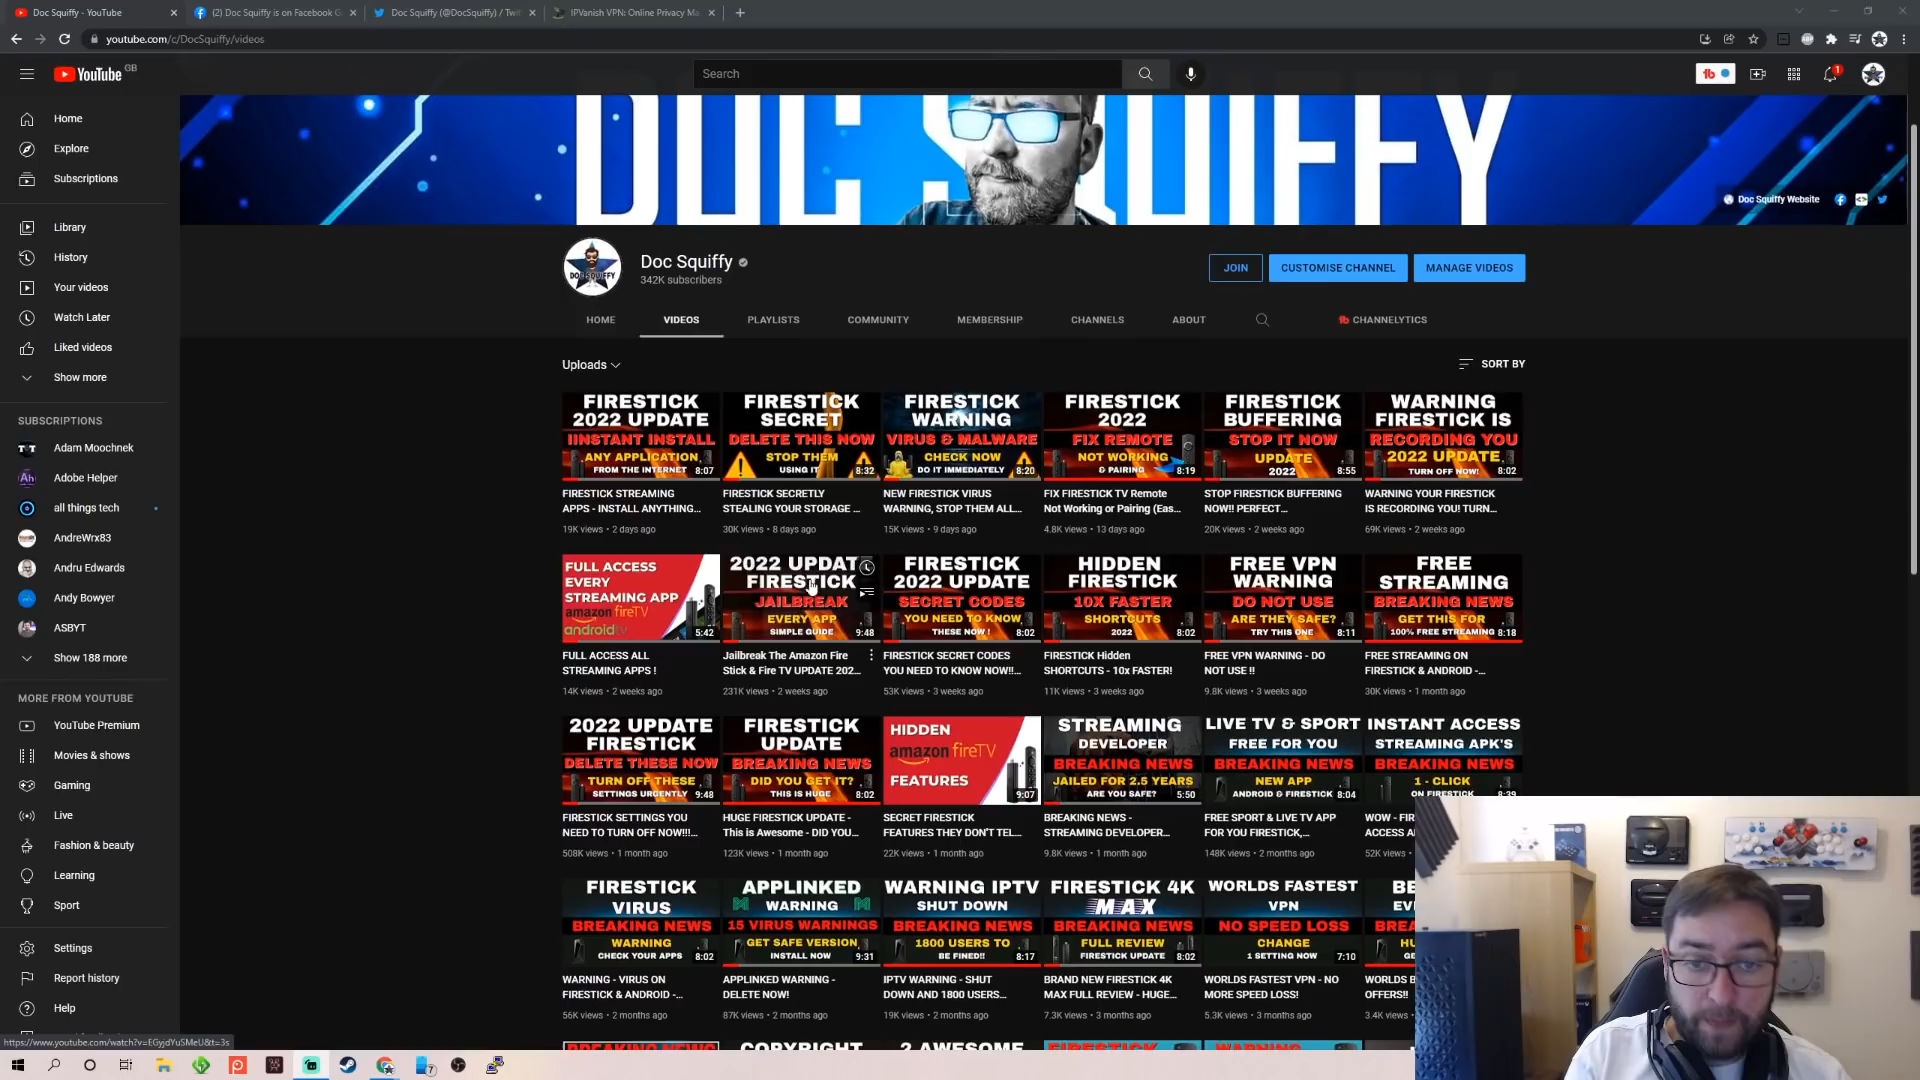 Doc Squiffy - YouTube
(2) Doc Squiffy is on Facebook G
Doc Squiffy (@DocSquiffy) / Twi
IPVanish VPN: Online Privacy Ma
youtube.com/c/DocSquiffy/videos
YouTube GB
Search
tb
1
Home
Explore
Subscriptions
Library
History
Your videos
Watch Later
Liked videos
Show more
SUBSCRIPTIONS
Adam Moochnek
Adobe Helper
all things tech
AndreWrx83
Andru Edwards
Andy Bowyer
ASBYT
Show 188 more
MORE FROM YOUTUBE
YouTube Premium
Movies & shows
Gaming
Live
Fashion & beauty
Learning
Sport
Settings
Report history
Help
https://www.youtube.com/watch?v=EGyjdYuSMeU&t=3s
Doc Squiffy Website
DOC SQUIFFY
Doc Squiffy
342K subscribers
JOIN
CUSTOMISE CHANNEL
MANAGE VIDEOS
HOME
VIDEOS
PLAYLISTS
COMMUNITY
MEMBERSHIP
CHANNELS
ABOUT
tb CHANNELYTICS
Uploads
SORT BY
FIRESTICK
2022 UPDATE
IINSTANT INSTALL
ANY APPLICATION
FROM THE INTERNET
8:07
FIRESTICK STREAMING
APPS - INSTALL ANYTHING...
19K views • 2 days ago
FIRESTICK
SECRET
DELETE THIS NOW
STOP THEM
USING IT
8:32
FIRESTICK SECRETLY
STEALING YOUR STORAGE ...
30K views • 8 days ago
FIRESTICK
WARNING
VIRUS & MALWARE
CHECK NOW
DO IT IMMEDIATELY
8:20
NEW FIRESTICK VIRUS
WARNING, STOP THEM ALL...
15K views • 9 days ago
FIRESTICK
2022
FIX REMOTE
NOT WORKING
& PAIRING
8:19
FIX FIRESTICK TV Remote
Not Working or Pairing (Eas...
4.8K views • 13 days ago
FIRESTICK
BUFFERING
STOP IT NOW
UPDATE
2022
8:55
STOP FIRESTICK BUFFERING
NOW!! PERFECT...
20K views • 2 weeks ago
WARNING
FIRESTICK IS
RECORDING YOU
2022 UPDATE
TURN OFF NOW!
8:02
WARNING YOUR FIRESTICK
IS RECORDING YOU! TURN...
69K views • 2 weeks ago
FULL ACCESS
EVERY
STREAMING APP
amazon fireTV
androidtv
5:42
FULL ACCESS ALL
STREAMING APPS !
14K views • 2 weeks ago
2022 UPDAT
FIRESTICK
JAILBREAK
EVERY APP
SIMPLE GUIDE
9:48
Jailbreak The Amazon Fire
Stick & Fire TV UPDATE 202...
231K views • 2 weeks ago
FIRESTICK
2022 UPDATE
SECRET CODES
YOU NEED TO KNOW
THESE NOW !
8:02
FIRESTICK SECRET CODES
YOU NEED TO KNOW NOW!!...
53K views • 3 weeks ago
HIDDEN
FIRESTICK
10X FASTER
SHORTCUTS
2022
8:02
FIRESTICK Hidden
SHORTCUTS - 10x FASTER!
11K views • 3 weeks ago
FREE VPN
WARNING
DO NOT USE
ARE THEY SAFE?
TRY THIS ONE
8:11
FREE VPN WARNING - DO
NOT USE !!
9.8K views • 3 weeks ago
FREE
STREAMING
BREAKING NEWS
GET THIS FOR
100% FREE STREAMING
8:18
FREE STREAMING ON
FIRESTICK & ANDROID -...
30K views • 1 month ago
2022 UPDATE
FIRESTICK
DELETE THESE NOW
TURN OFF THESE
SETTINGS URGENTLY
9:48
FIRESTICK SETTINGS YOU
NEED TO TURN OFF NOW!!!...
508K views • 1 month ago
FIRESTICK
UPDATE
BREAKING NEWS
DID YOU GET IT?
THIS IS HUGE
8:02
HUGE FIRESTICK UPDATE -
This is Awesome - DID YOU...
123K views • 1 month ago
HIDDEN
amazon fireTV
FEATURES
9:07
SECRET FIRESTICK
FEATURES THEY DON'T TEL...
22K views • 1 month ago
STREAMING
DEVELOPER
BREAKING NEWS
JAILED FOR 2.5 YEARS
ARE YOU SAFE?
5:50
BREAKING NEWS -
STREAMING DEVELOPER...
9.8K views • 1 month ago
LIVE TV & SPORT
FREE FOR YOU
BREAKING NEWS
NEW APP
ANDROID & FIRESTICK
8:04
FREE SPORT & LIVE TV APP
FOR YOU FIRESTICK,...
148K views • 2 months ago
INSTANT ACCESS
STREAMING APK'S
BREAKING NEWS
1 - CLICK
ON FIRESTICK
8:39
WOW - FIR
ACCESS A
52K views
FIRESTICK
VIRUS
BREAKING NEWS
WARNING
CHECK YOUR APPS
8:02
WARNING - VIRUS ON
FIRESTICK & ANDROID -...
56K views • 2 months ago
APPLINKED
WARNING
15 VIRUS WARNINGS
GET SAFE VERSION
INSTALL NOW
9:31
APPLINKED WARNING -
DELETE NOW!
87K views • 2 months ago
WARNING IPTV
SHUT DOWN
BREAKING NEWS
1800 USERS TO
BE FINED!!
8:17
IPTV WARNING - SHUT
DOWN AND 1800 USERS...
19K views • 2 months ago
FIRESTICK 4K
MAX
BREAKING NEWS
FULL REVIEW
FIRESTICK UPDATE
8:02
BRAND NEW FIRESTICK 4K
MAX FULL REVIEW - HUGE...
7.3K views • 3 months ago
WORLDS FASTEST
VPN
NO SPEED LOSS
CHANGE
1 SETTING NOW
7:10
WORLDS FASTEST VPN - NO
MORE SPEED LOSS!
5.3K views • 3 months ago
BE
EV
BREA
HU
GE
WORLDS B
OFFERS!!
3.4K views
BREAKING NEWS
COPYRIGHT
2 AWESOME
FIRESTICK
WARNING
7